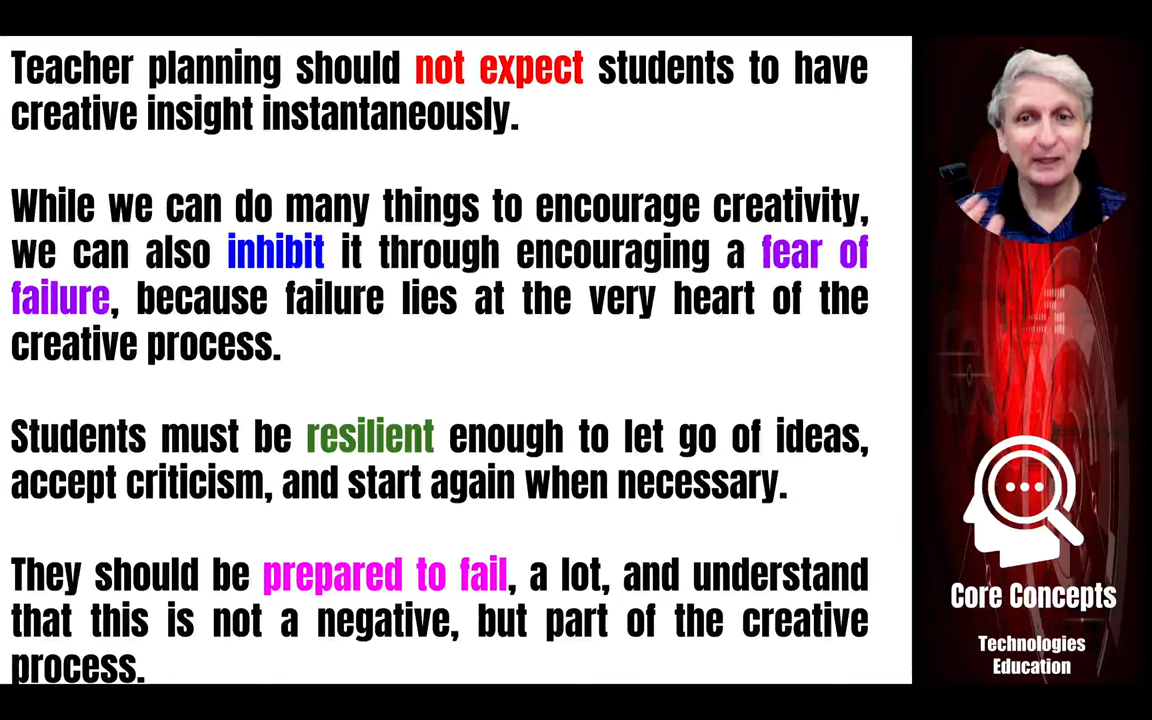 Teacher planning should not expect students to have
creative insight instantaneously.
While we can do many things to encourage creativity,
we can also inhibit it through encouraging a fear of
failure, because failure lies at the very heart of the
creative process.
Students must be resilient enough to let go of ideas,
accept criticism, and start again when necessary.
They should be prepared to fail, a lot, and understand
that this is not a negative, but part of the creative
process.
Core Concepts
Technologies
Education